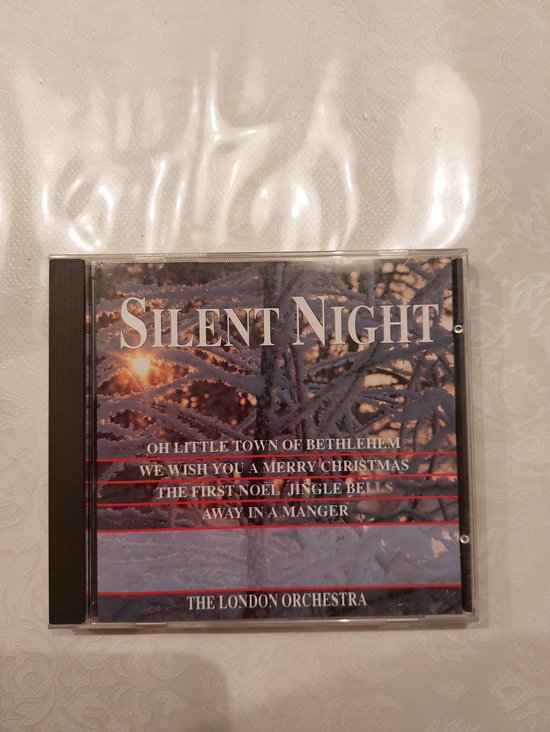 SILENT NIGHT
OH LITTLE TOWN OF BETHLEHEM
WE WISH YOU A MERRY CHRISTMAS
THE FIRST NOËL JINGLE BELLS
AWAY IN A MANGER
THE LONDON ORCHESTRA